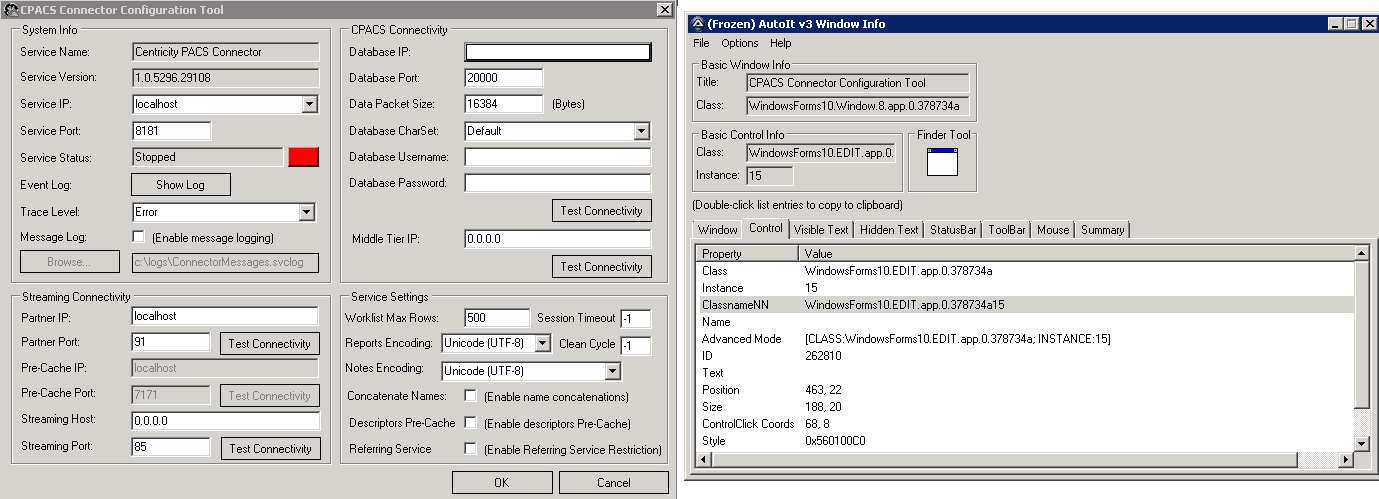 CPACS Connector Configuration Tool
System Info
Service Name: Centricity PACS Connector
Service Version: 1.0.5296.29108
Service IP: localhost
Service Port: 8181
Service Status: Stopped
Event Log: Show Log
Trace Level: Error
Message Log: (Enable message logging)
Browse... c:\logs\ConnectorMessages.svclog
CPACS Connectivity
Database IP:
Database Port: 20000
Data Packet Size: 16384 (Bytes)
Database CharSet: Default
Database Username:
Database Password:
Test Connectivity
Middle Tier IP: 0.0.0.0
Test Connectivity
Streaming Connectivity
Partner IP: localhost
Partner Port: 91 Test Connectivity
Pre-Cache IP: localhost
Pre-Cache Port: 7171 Test Connectivity
Streaming Host: 0.0.0.0
Streaming Port: 85 Test Connectivity
Service Settings
Worklist Max Rows: 500 Session Timeout -1
Reports Encoding: Unicode (UTF-8) Clean Cycle -1
Notes Encoding: Unicode (UTF-8)
Concatenate Names: (Enable name concatenations)
Descriptors Pre-Cache (Enable descriptors Pre-Cache)
Referring Service (Enable Referring Service Restriction)
OK Cancel
(Frozen) AutoIt v3 Window Info
File Options Help
Basic Window Info
Title: CPACS Connector Configuration Tool
Class: WindowsForms10.Window.8.app.0.378734a
Basic Control Info
Class: WindowsForms10.EDIT.app.0.
Instance: 15
Finder Tool
(Double-click list entries to copy to clipboard)
Window Control Visible Text Hidden Text StatusBar ToolBar Mouse Summary
Property Value
Class WindowsForms10.EDIT.app.0.378734a
Instance 15
ClassnameNN WindowsForms10.EDIT.app.0.378734a15
Name
Advanced Mode [CLASS:WindowsForms10.EDIT.app.0.378734a; INSTANCE:15]
ID 262810
Text
Position 463, 22
Size 188, 20
ControlClick Coords 68, 8
Style 0x560100C0